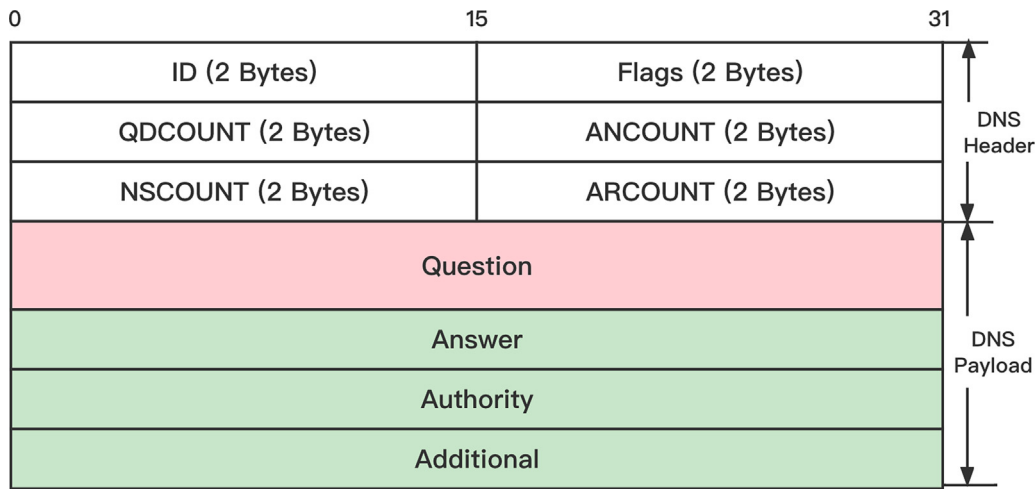 0 15 31
ID (2 Bytes) Flags (2 Bytes)
QDCOUNT (2 Bytes) ANCOUNT (2 Bytes)
DNS
Header
NSCOUNT (2 Bytes) ARCOUNT (2 Bytes)
Question
Answer
DNS
Payload
Authority
Additional